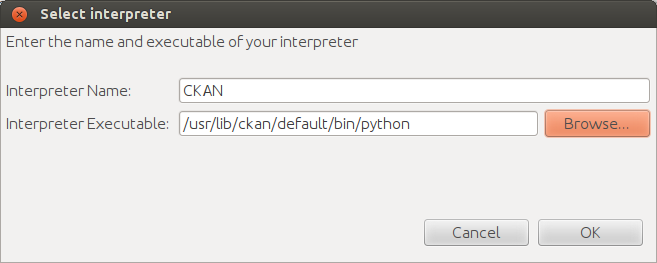 Select interpreter
Enter the name and executable of your interpreter
Interpreter Name: CKAN
Interpreter Executable: /usr/lib/ckan/default/bin/python Browse...
Cancel OK